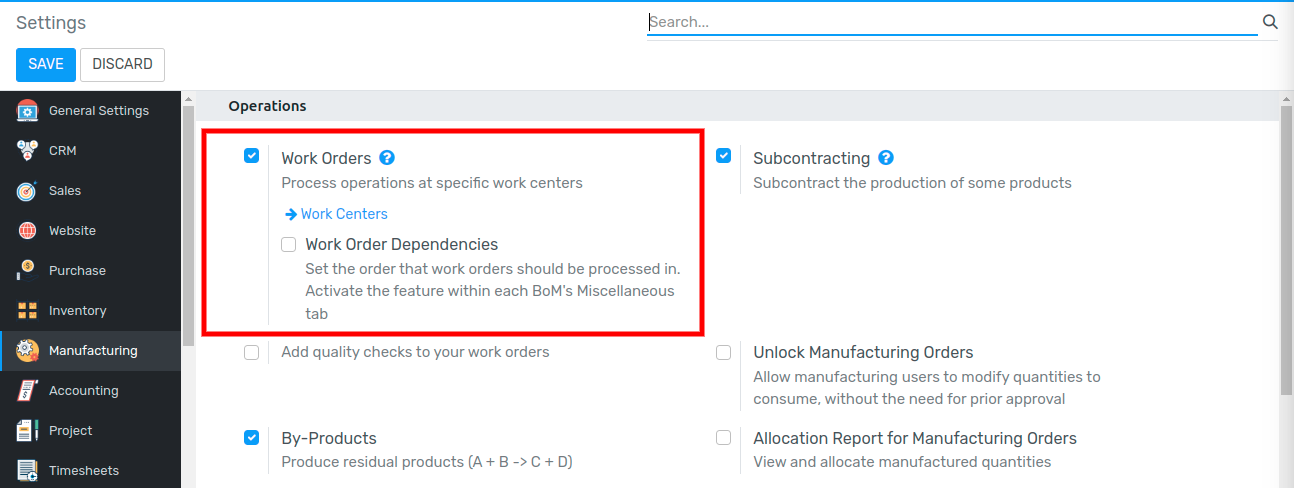 Settings
Search...
SAVE
DISCARD
General Settings
CRM
Sales
Website
Purchase
Inventory
Manufacturing
Accounting
Project
Timesheets
Operations
Work Orders ?
Process operations at specific work centers
Work Centers
Work Order Dependencies
Set the order that work orders should be processed in.
Activate the feature within each BoM's Miscellaneous
tab
Subcontracting ?
Subcontract the production of some products
Add quality checks to your work orders
Unlock Manufacturing Orders
Allow manufacturing users to modify quantities to
consume, without the need for prior approval
By-Products
Produce residual products (A + B -> C + D)
Allocation Report for Manufacturing Orders
View and allocate manufactured quantities